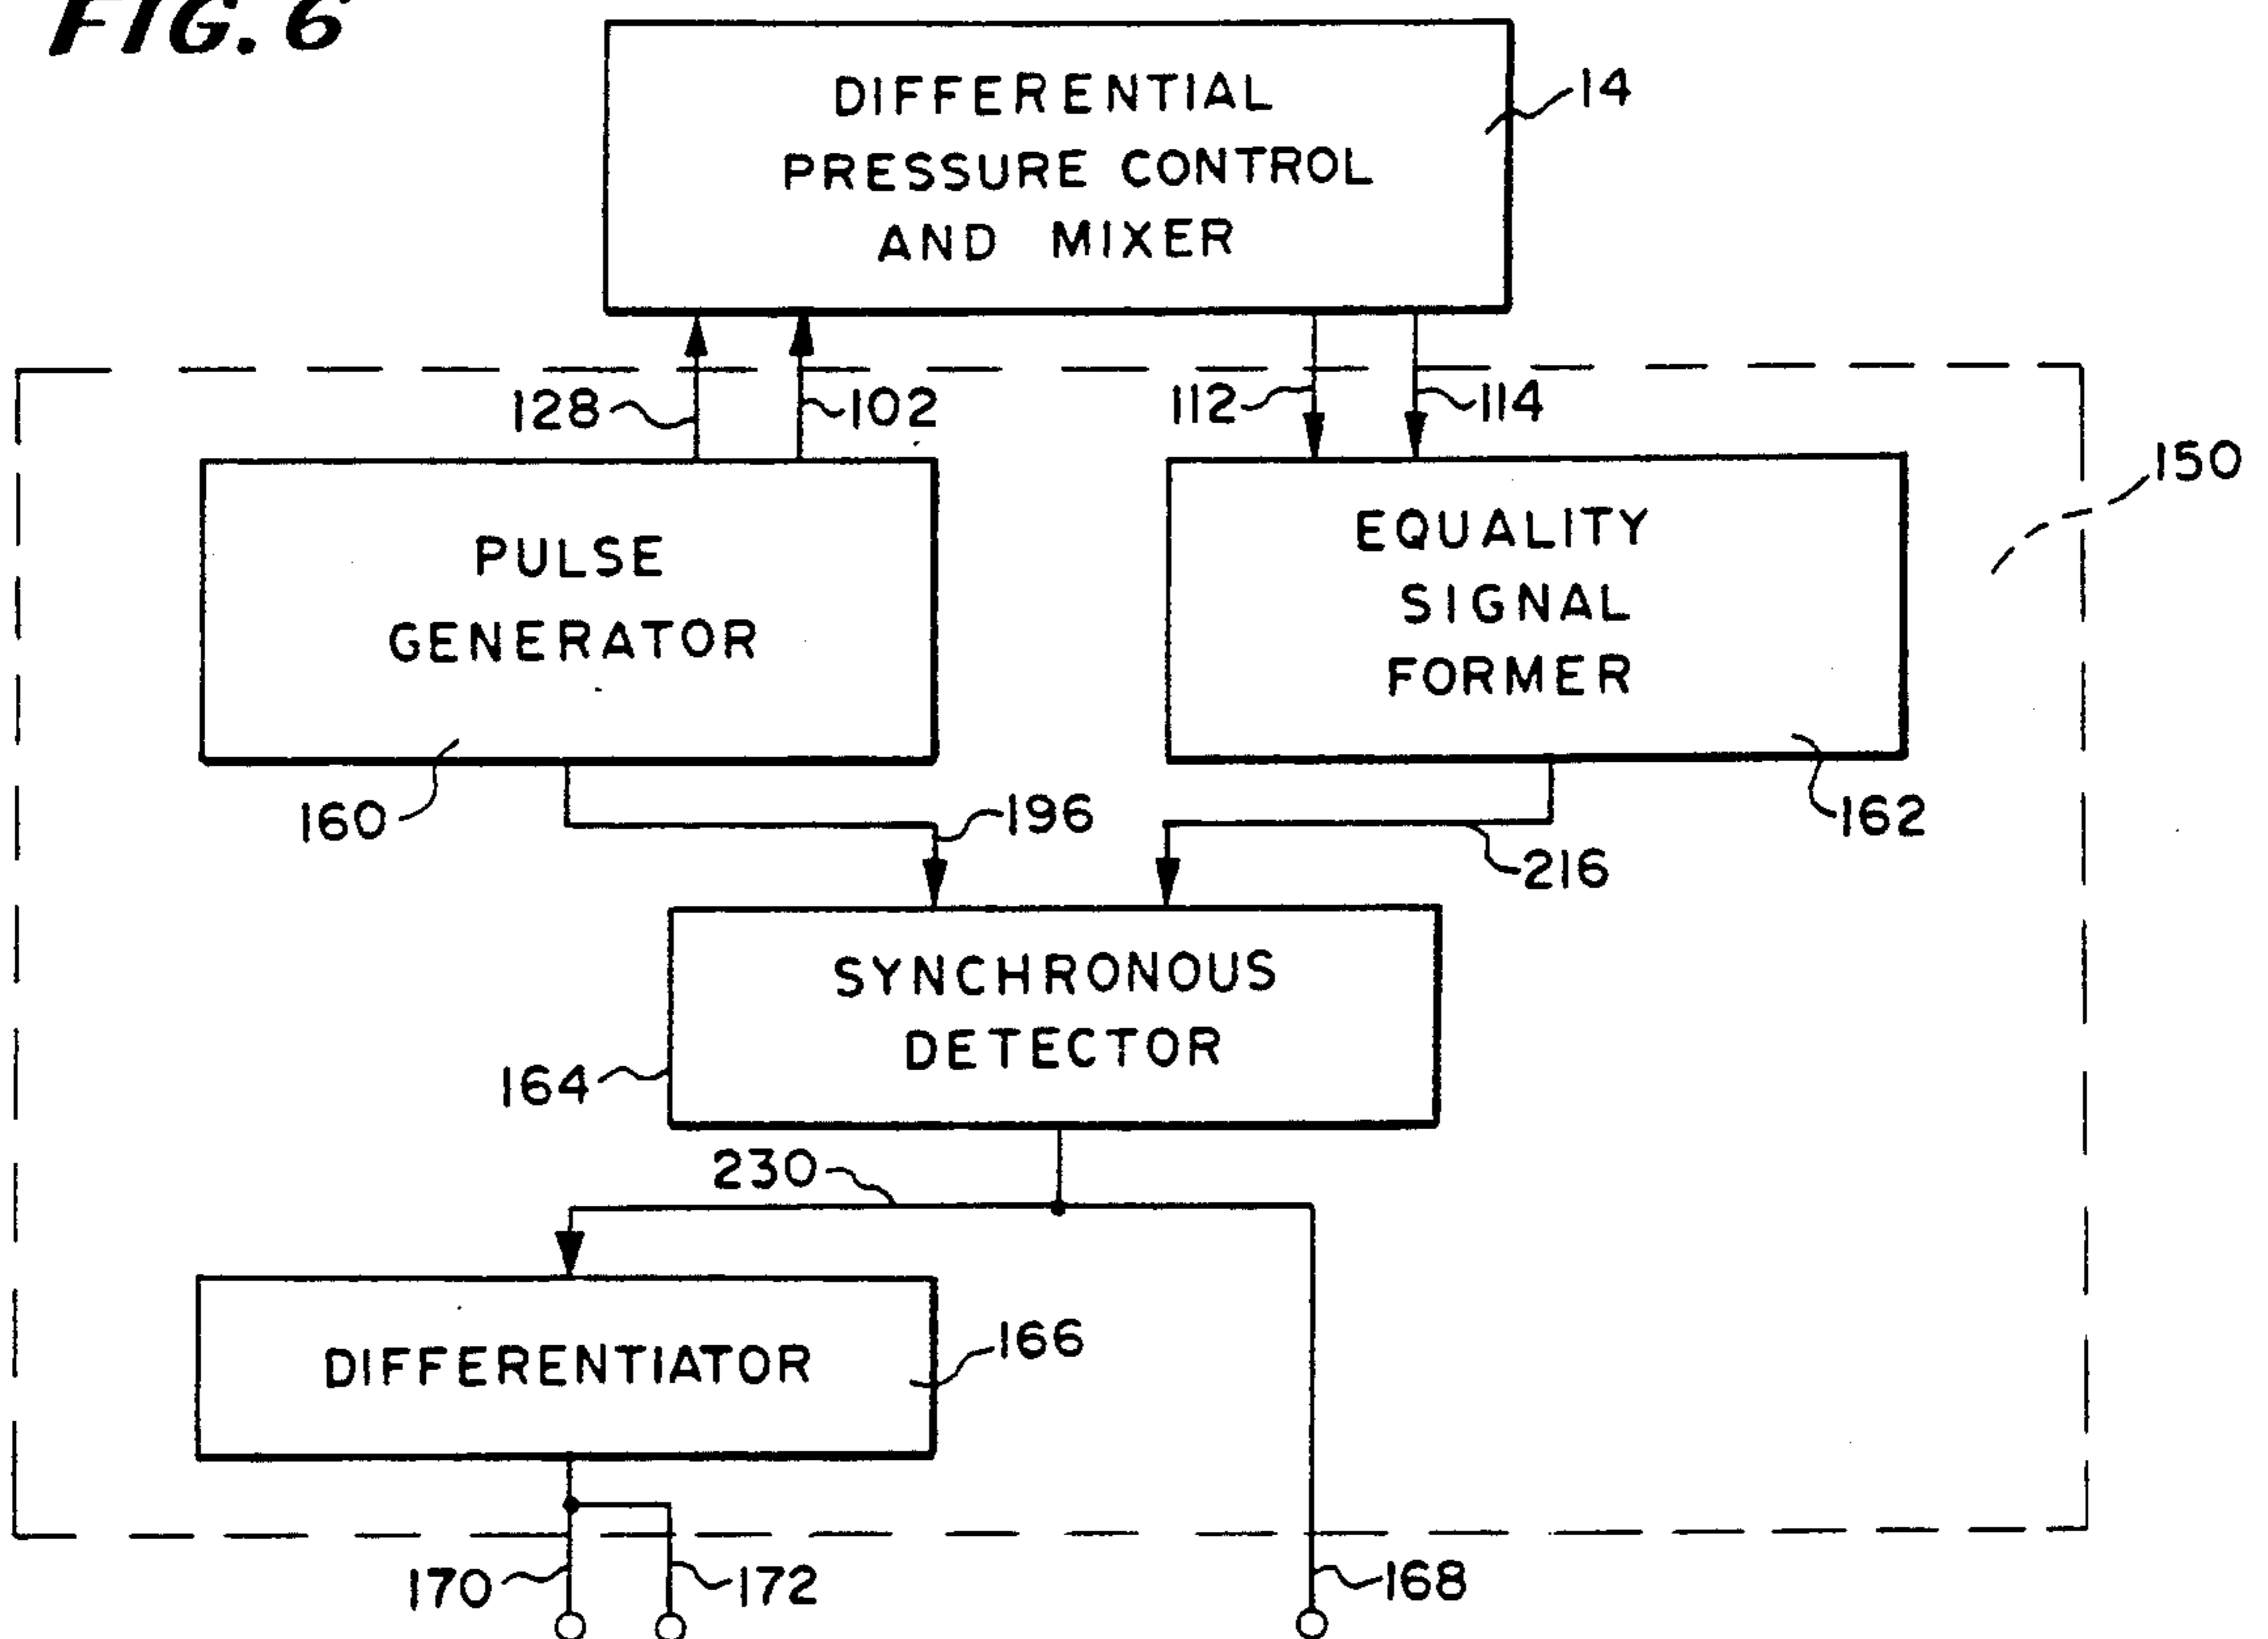 FIG. 6
DIFFERENTIAL
PRESSURE CONTROL
AND MIXER
14
128
102
112
114
150
PULSE
GENERATOR
EQUALITY
SIGNAL
FORMER
160
196
162
216
SYNCHRONOUS
DETECTOR
164
230
DIFFERENTIATOR
166
170
172
168